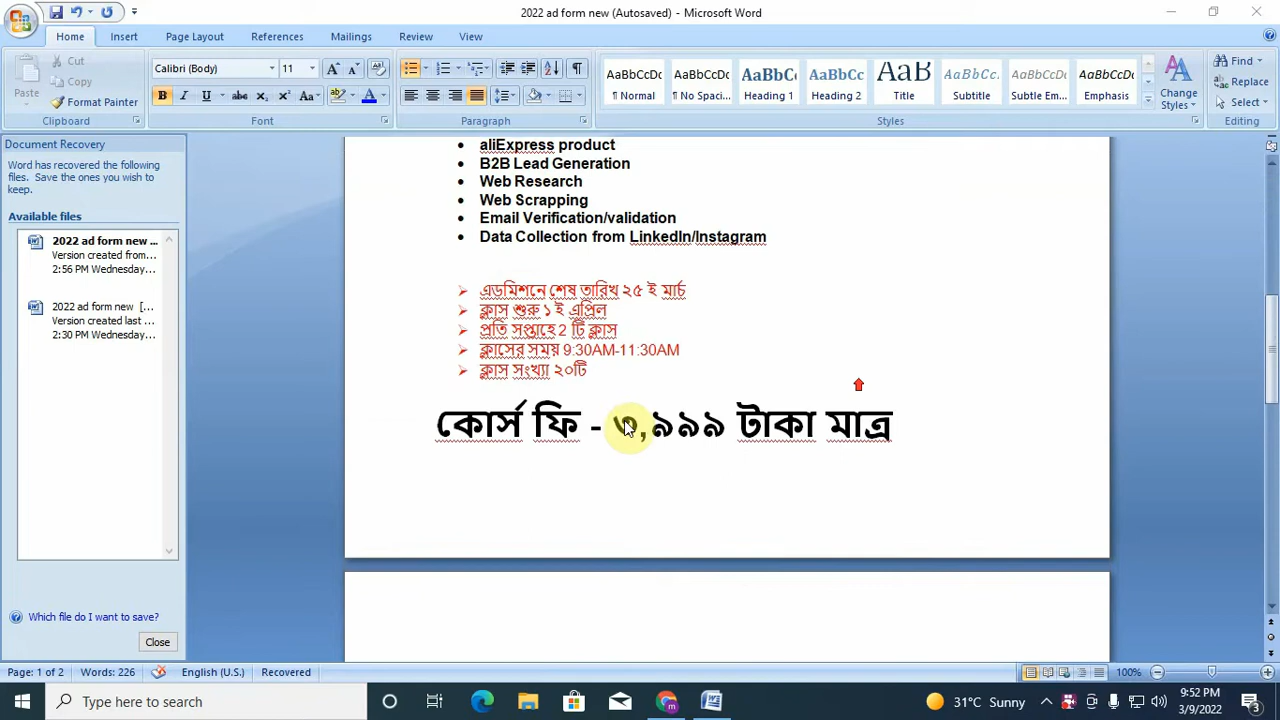 2022 ad form new (Autosaved) - Microsoft Word
Home Insert Page Layout References Mailings Review View
Paste
Cut
Copy
Format Painter
Clipboard
Calibri (Body) 11
B I U abc X₂ X² Aa
Font
Paragraph
AaBbCcDc AaBbCcDc AaBbC AaBbCc AaB AaBbCc. AaBbCcDc AaBbCcDc
¶ Normal ¶ No Spaci... Heading 1 Heading 2 Title Subtitle Subtle Em... Emphasis
Change Styles
Styles
Find
Replace
Select
Editing
Document Recovery
Word has recovered the following files. Save the ones you wish to keep.
Available files
2022 ad form new ...
Version created from...
2:56 PM Wednesday...
2022 ad form new [...
Version created last ...
2:30 PM Wednesday...
Which file do I want to save?
Close
aliExpress product
B2B Lead Generation
Web Research
Web Scrapping
Email Verification/validation
Data Collection from LinkedIn/Instagram
এডমিশনে শেষ তারিখ ২৫ ই মার্চ
ক্লাস শুরু ১ ই এপ্রিল
প্রতি সপ্তাহে 2 টি ক্লাস
ক্লাসের সময় 9:30AM-11:30AM
ক্লাস সংখ্যা ২০টি
কোর্স ফি - ৩,৯৯৯ টাকা মাত্র
Page: 1 of 2 Words: 226 English (U.S.) Recovered 100%
Type here to search
31°C Sunny
9:52 PM
3/9/2022
3